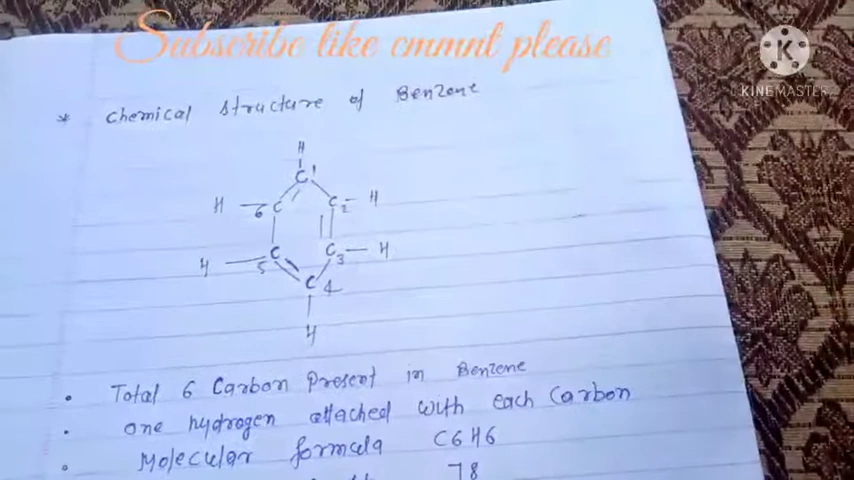 Subscribe like cmmnt please
KINEMASTER
* Chemical structure of Benzene
H
C1
H 6C C2 H
H 5C C3 H
C4
H
• Total 6 Carbon Present in Benzene
• one hydrogen attached with each Carbon
• Molecular formula C6H6
78